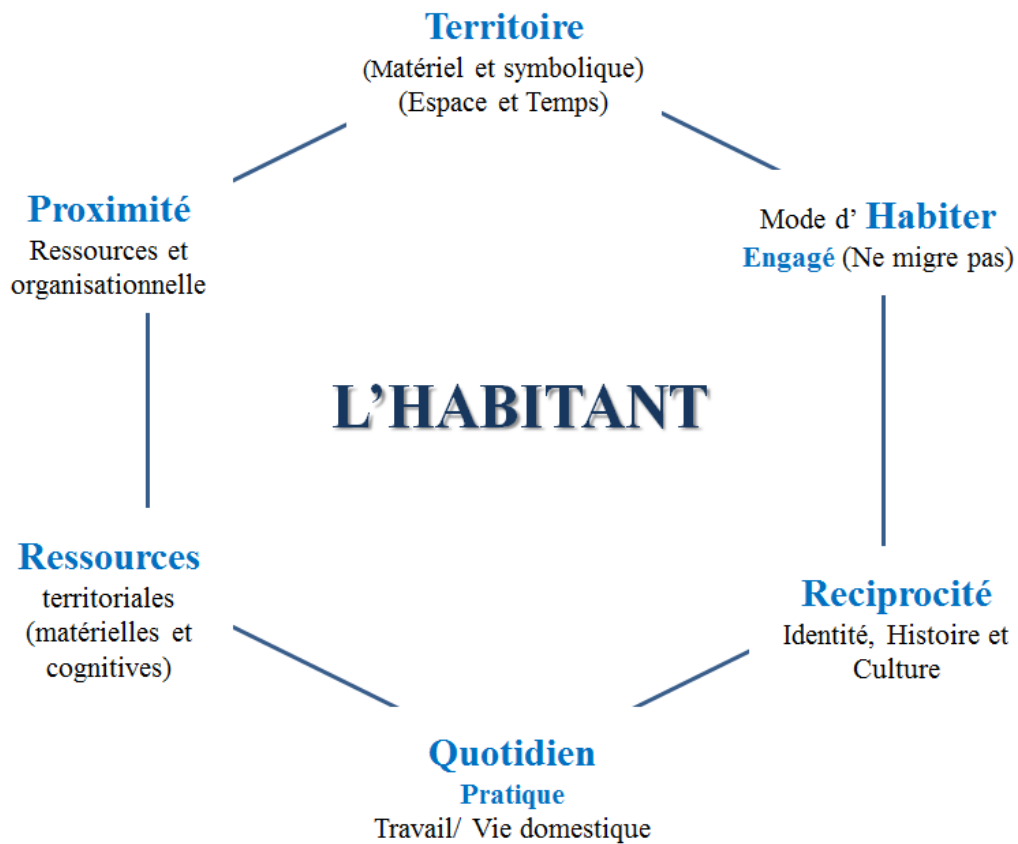 Territoire
(Matériel et symbolique)
(Espace et Temps)
Proximité
Ressources et
organisationnelle
Mode d’ Habiter
Engagé (Ne migre pas)
L’HABITANT
Ressources
territoriales
(matérielles et
cognitives)
Reciprocité
Identité, Histoire et
Culture
Quotidien
Pratique
Travail/ Vie domestique